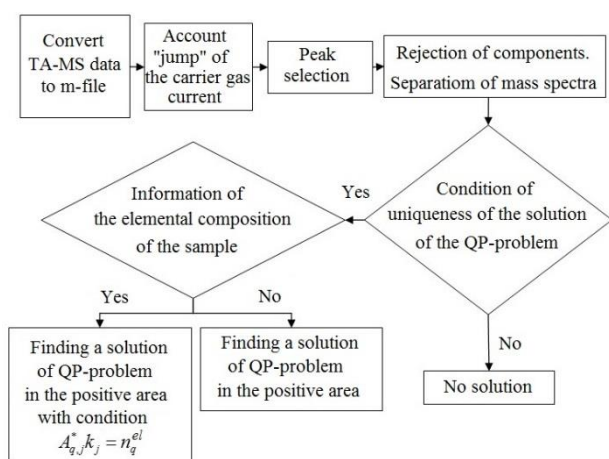 Convert
TA-MS data
to m-file
Account
"jump" of
the carrier gas
current
Peak
selection
Rejection of components.
Separatiom of mass spectra
Condition of
uniqueness of the solution
of the QP-problem
Yes
Information of
the elemental composition
of the sample
Yes
No
No
Finding a solution
of QP-problem
in the positive area
with condition
$A^{*}_{q,j} k_j = n^{el}_q$
Finding a solution
of QP-problem
in the positive area
No solution